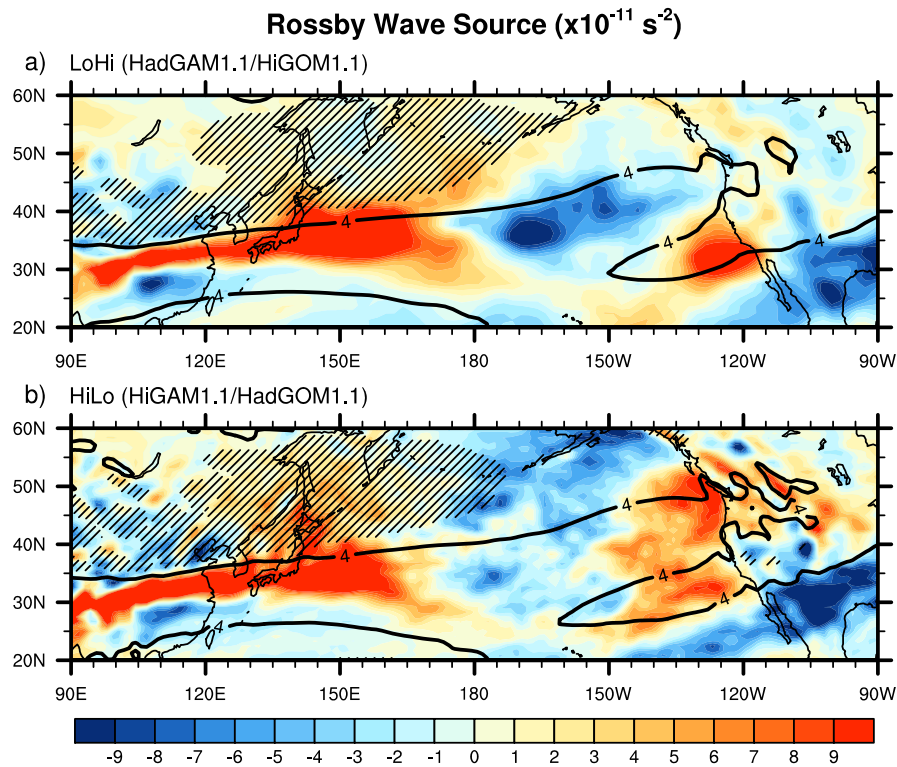 Rossby Wave Source (x10⁻¹¹ s⁻²)
a) LoHi (HadGAM1.1/HiGOM1.1)
60N
50N
40N
30N
20N
4
4
4
4
4
90E 120E 150E 180 150W 120W 90W
b) HiLo (HiGAM1.1/HadGOM1.1)
60N
50N
40N
30N
20N
4
4
4
4
4
4
90E 120E 150E 180 150W 120W 90W
-9 -8 -7 -6 -5 -4 -3 -2 -1 0 1 2 3 4 5 6 7 8 9